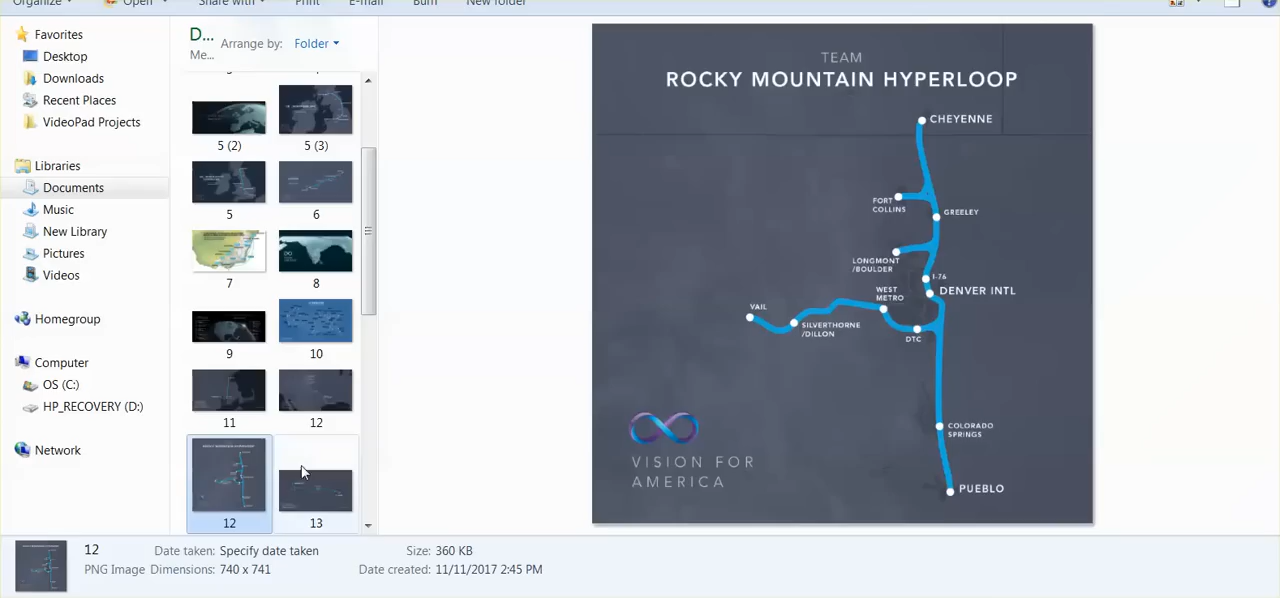 Organize
Open
Share with
Print
E-mail
Burn
New folder
Favorites
Desktop
Downloads
Recent Places
VideoPad Projects
Libraries
Documents
Music
New Library
Pictures
Videos
Homegroup
Computer
OS (C:)
HP_RECOVERY (D:)
Network
D...
Me...
Arrange by: Folder
5 (2)
5 (3)
5
6
7
8
9
10
11
12
12
13
TEAM
ROCKY MOUNTAIN HYPERLOOP
CHEYENNE
FORT
COLLINS
GREELEY
LONGMONT
/BOULDER
I-76
WEST
METRO
DENVER INTL
VAIL
SILVERTHORNE
/DILLON
DTC
COLORADO
SPRINGS
PUEBLO
VISION FOR
AMERICA
12
PNG Image
Date taken: Specify date taken
Dimensions: 740 x 741
Size: 360 KB
Date created: 11/11/2017 2:45 PM